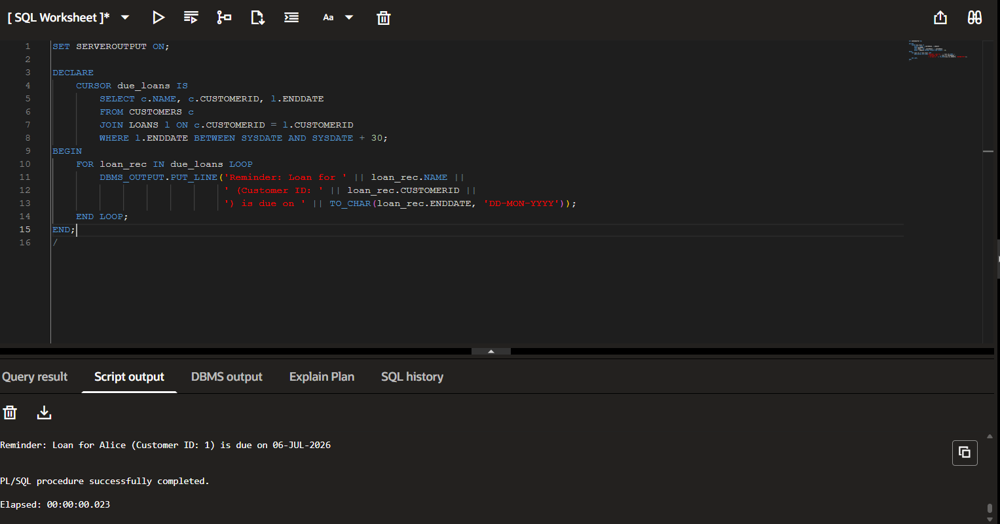 [ SQL Worksheet ]*
Aa
1 SET SERVEROUTPUT ON;
2
3 DECLARE
4 CURSOR due_loans IS
5 SELECT c.NAME, c.CUSTOMERID, l.ENDDATE
6 FROM CUSTOMERS c
7 JOIN LOANS l ON c.CUSTOMERID = l.CUSTOMERID
8 WHERE l.ENDDATE BETWEEN SYSDATE AND SYSDATE + 30;
9 BEGIN
10 FOR loan_rec IN due_loans LOOP
11 DBMS_OUTPUT.PUT_LINE('Reminder: Loan for ' || loan_rec.NAME ||
12 ' (Customer ID: ' || loan_rec.CUSTOMERID ||
13 ') is due on ' || TO_CHAR(loan_rec.ENDDATE, 'DD-MON-YYYY'));
14 END LOOP;
15 END;
16 /
Query result Script output DBMS output Explain Plan SQL history
Reminder: Loan for Alice (Customer ID: 1) is due on 06-JUL-2026
PL/SQL procedure successfully completed.
Elapsed: 00:00:00.023